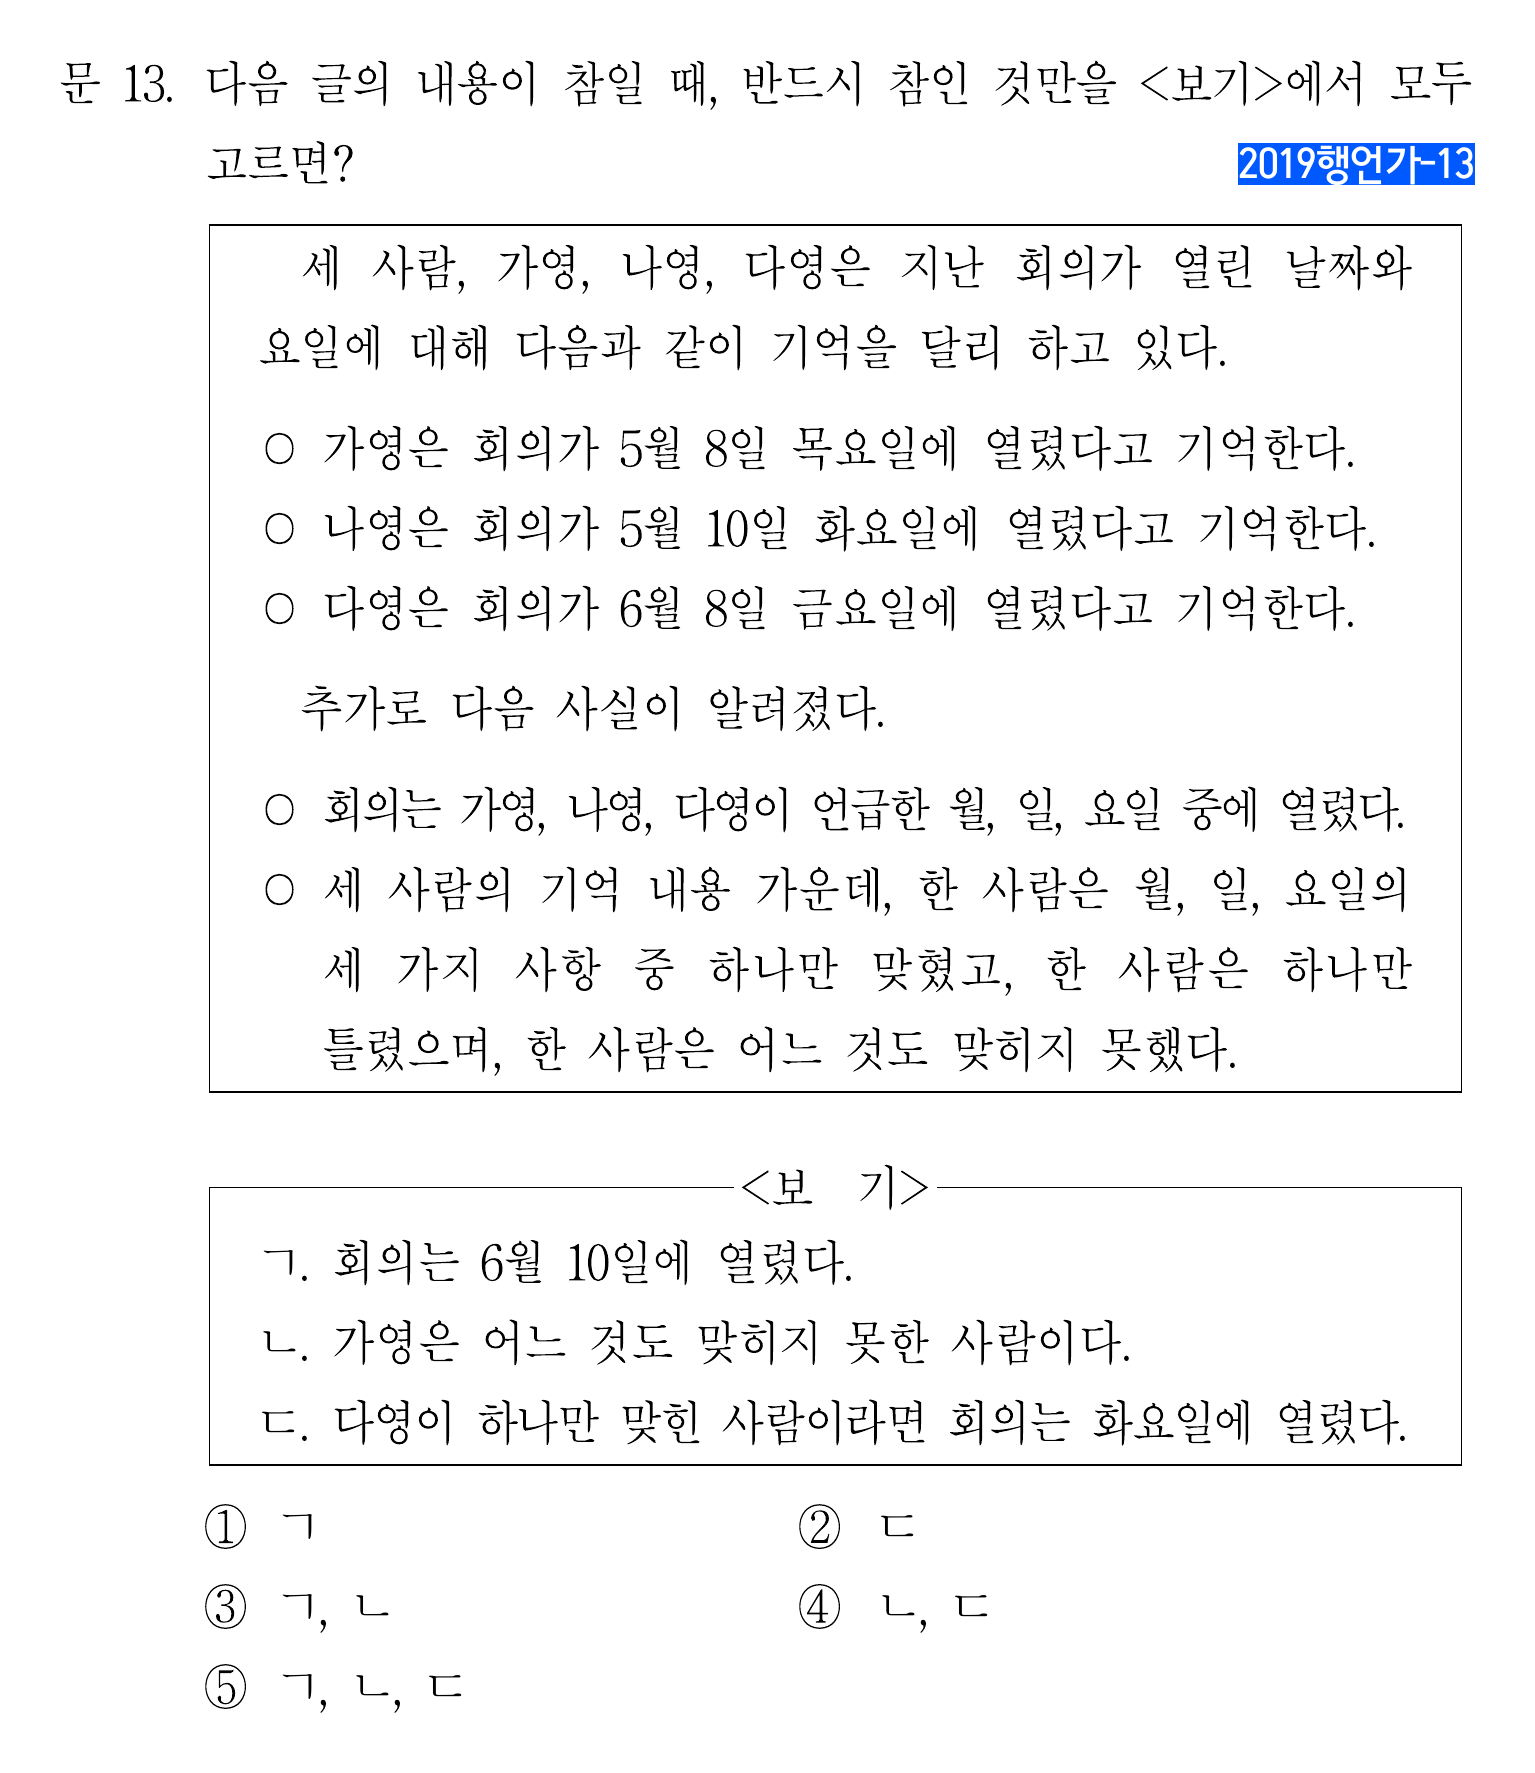 문 13. 다음 글의 내용이 참일 때, 반드시 참인 것만을 <보기>에서 모두
고르면?
2019행언가-13
세 사람, 가영, 나영, 다영은 지난 회의가 열린 날짜와
요일에 대해 다음과 같이 기억을 달리 하고 있다.
○ 가영은 회의가 5월 8일 목요일에 열렸다고 기억한다.
○ 나영은 회의가 5월 10일 화요일에 열렸다고 기억한다.
○ 다영은 회의가 6월 8일 금요일에 열렸다고 기억한다.
추가로 다음 사실이 알려졌다.
○ 회의는 가영, 나영, 다영이 언급한 월, 일, 요일 중에 열렸다.
○ 세 사람의 기억 내용 가운데, 한 사람은 월, 일, 요일의
세 가지 사항 중 하나만 맞혔고, 한 사람은 하나만
틀렸으며, 한 사람은 어느 것도 맞히지 못했다.
<보 기>
ㄱ. 회의는 6월 10일에 열렸다.
ㄴ. 가영은 어느 것도 맞히지 못한 사람이다.
ㄷ. 다영이 하나만 맞힌 사람이라면 회의는 화요일에 열렸다.
① ㄱ
② ㄷ
③ ㄱ, ㄴ
④ ㄴ, ㄷ
⑤ ㄱ, ㄴ, ㄷ